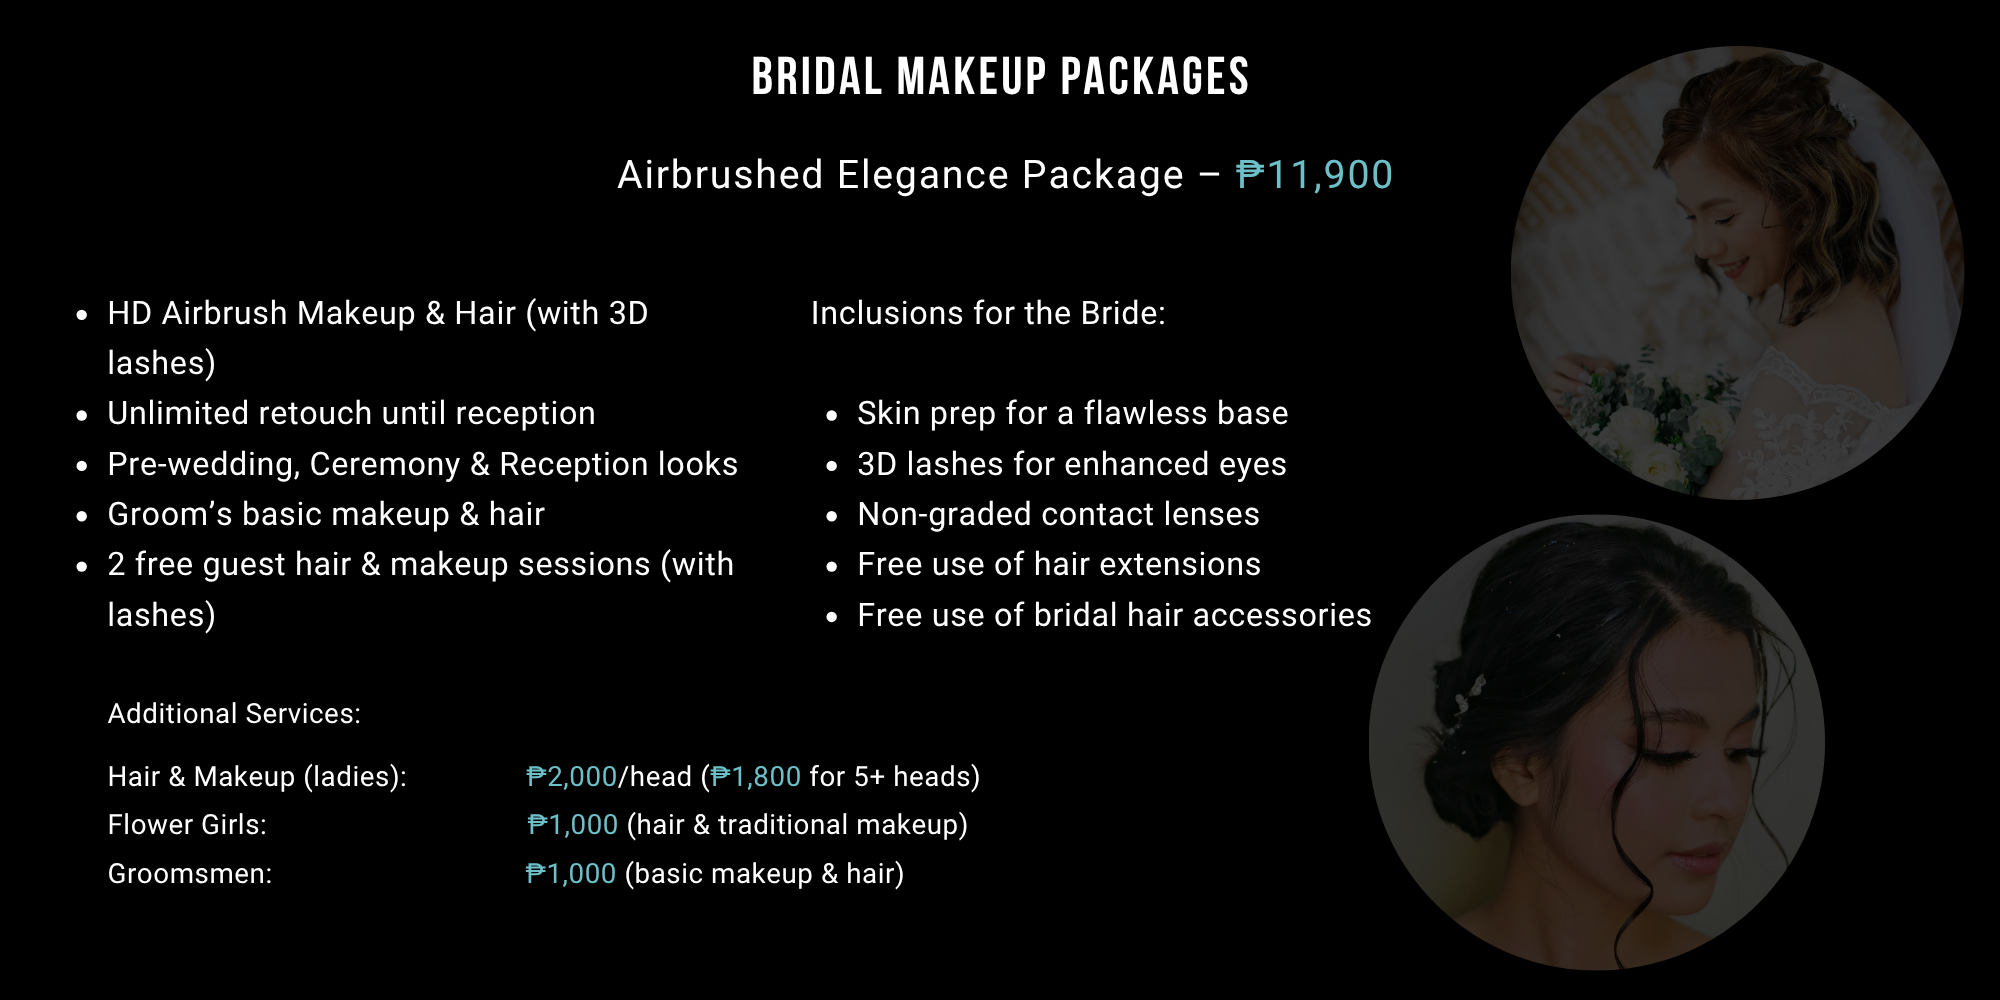 BRIDAL MAKEUP PACKAGES
Airbrushed Elegance Package – ₱11,900
• HD Airbrush Makeup & Hair (with 3D
lashes)
• Unlimited retouch until reception
• Pre-wedding, Ceremony & Reception looks
• Groom’s basic makeup & hair
• 2 free guest hair & makeup sessions (with
lashes)
Inclusions for the Bride:
• Skin prep for a flawless base
• 3D lashes for enhanced eyes
• Non-graded contact lenses
• Free use of hair extensions
• Free use of bridal hair accessories
Additional Services:
Hair & Makeup (ladies): ₱2,000/head (₱1,800 for 5+ heads)
Flower Girls: ₱1,000 (hair & traditional makeup)
Groomsmen: ₱1,000 (basic makeup & hair)